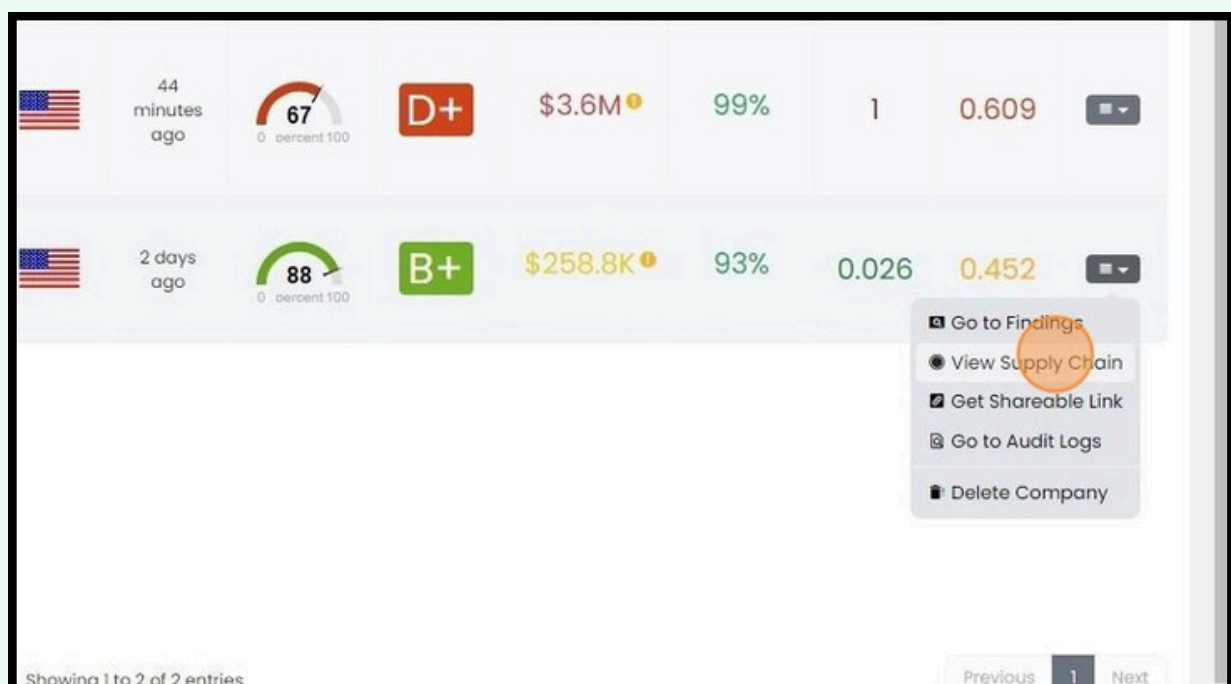 44
minutes
ago
67
0 percent 100
D+
$3.6M
99%
1
0.609
2 days
ago
88
0 percent 100
B+
$258.8K
93%
0.026
0.452
Go to Findings
View Supply Chain
Get Shareable Link
Go to Audit Logs
Delete Company
Showing 1 to 2 of 2 entries
Previous 1 Next